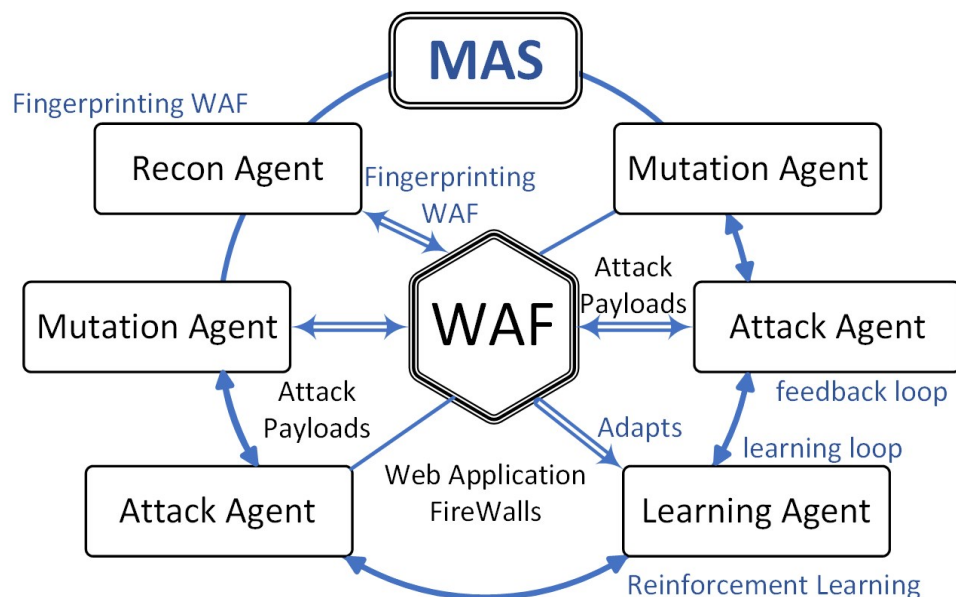 MAS
Fingerprinting WAF
Recon Agent
Mutation Agent
Fingerprinting
WAF
Mutation Agent
WAF
Attack
Payloads
Attack Agent
Attack
Payloads
feedback loop
Adapts
learning loop
Web Application
FireWalls
Attack Agent
Learning Agent
Reinforcement Learning